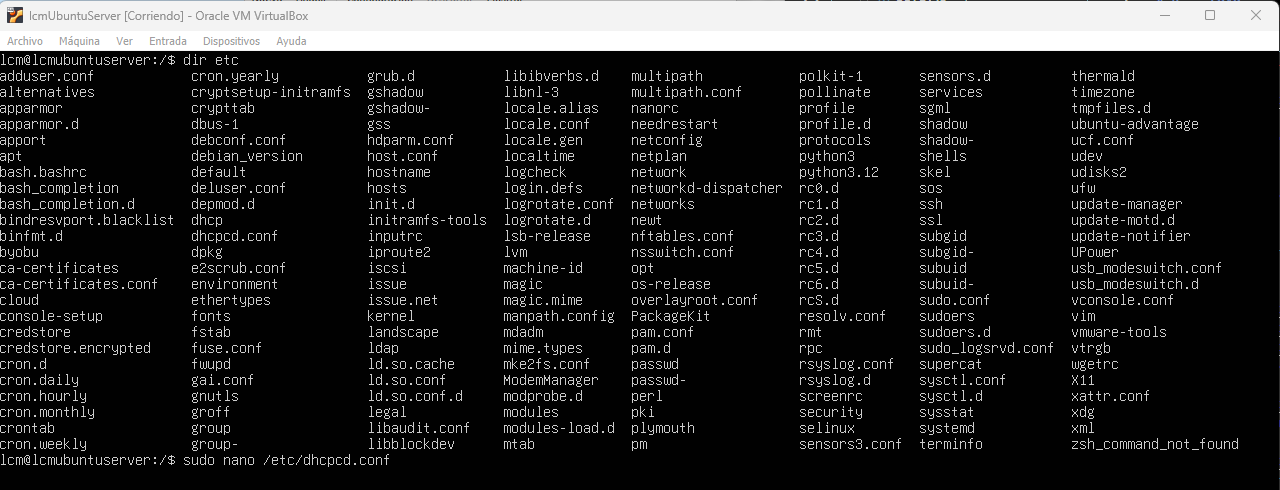 lcmUbuntuServer [Corriendo] - Oracle VM VirtualBox
Archivo Máquina Ver Entrada Dispositivos Ayuda
lcm@lcmubuntuserver:/$ dir etc
adduser.conf cron.yearly grub.d libibverbs.d multipath polkit-1 sensors.d thermald
alternatives cryptsetup-initramfs gshadow libnl-3 multipath.conf pollinate services timezone
apparmor crypttab gshadow- locale.alias nanorc profile sgml tmpfiles.d
apparmor.d dbus-1 gss locale.conf needrestart profile.d shadow ubuntu-advantage
apport debconf.conf hdparm.conf locale.gen netconfig protocols shadow- ucf.conf
apt debian_version host.conf localtime netplan python3 shells udev
bash.bashrc default hostname logcheck network python3.12 skel udisks2
bash_completion deluser.conf hosts login.defs networkd-dispatcher rc0.d sos ufw
bash_completion.d depmod.d init.d logrotate.conf networks rc1.d ssh update-manager
bindresvport.blacklist dhcp initramfs-tools logrotate.d newt rc2.d ssl update-motd.d
binfmt.d dhcpcd.conf inputrc lsb-release nftables.conf rc3.d subgid update-notifier
byobu dpkg iproute2 lvm nsswitch.conf rc4.d subgid- UPower
ca-certificates e2scrub.conf iscsi machine-id opt rc5.d subuid usb_modeswitch.conf
ca-certificates.conf environment issue magic os-release rc6.d subuid- usb_modeswitch.d
cloud ethertypes issue.net magic.mime overlayroot.conf rcS.d sudo.conf vconsole.conf
console-setup fonts kernel manpath.config PackageKit resolv.conf sudoers vim
credstore fstab landscape mdadm pam.conf rmt sudoers.d vmware-tools
credstore.encrypted fuse.conf ldap mime.types pam.d rpc sudo_logsrvd.conf vtrgb
cron.d fwupd ld.so.cache mke2fs.conf passwd rsyslog.conf supercat wgetrc
cron.daily gai.conf ld.so.conf ModemManager passwd- rsyslog.d sysctl.conf X11
cron.hourly gnutls ld.so.conf.d modprobe.d perl screenrc sysctl.d xattr.conf
cron.monthly groff legal modules pki security sysstat xdg
crontab group libaudit.conf modules-load.d plymouth selinux systemd xml
cron.weekly group- libblockdev mtab pm sensors3.conf terminfo zsh_command_not_found
lcm@lcmubuntuserver:/$ sudo nano /etc/dhcpcd.conf